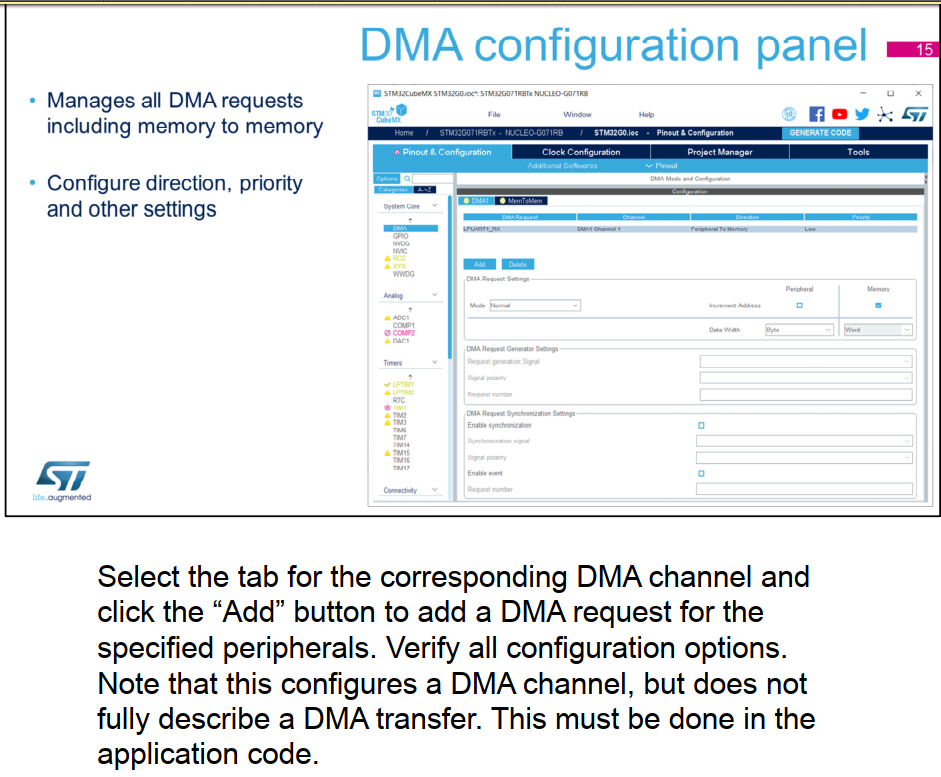 DMA configuration panel
15
• Manages all DMA requests
including memory to memory
• Configure direction, priority
and other settings
STM32CubeMX STM32G0.ioc*: STM32G071RBTx NUCLEO-G071RB
STM32
CubeMX
File Window Help
Home / STM32G071RBTx - NUCLEO-G071RB / STM32G0.ioc - Pinout & Configuration
GENERATE CODE
Pinout & Configuration Clock Configuration Project Manager Tools
Additional Softwares Pinout
Options
Categories A->Z
System Core
DMA
GPIO
IWDG
NVIC
RCC
SYS
WWDG
Analog
ADC1
COMP1
COMP2
DAC1
Timers
LPTIM1
LPTIM2
RTC
TIM1
TIM2
TIM3
TIM6
TIM7
TIM14
TIM15
TIM16
TIM17
Connectivity
DMA Mode and Configuration
Configuration
DMA1 MemToMem
DMA Request Channel Direction Priority
LPUART1_RX DMA1 Channel 1 Peripheral To Memory Low
Add Delete
DMA Request Settings
Peripheral Memory
Mode Normal Increment Address
Data Width Byte Word
DMA Request Generator Settings
Request generation Signal
Signal polarity
Request number
DMA Request Synchronization Settings
Enable synchronization
Synchronization signal
Signal polarity
Enable event
Request number
ST
life.augmented
Select the tab for the corresponding DMA channel and
click the “Add” button to add a DMA request for the
specified peripherals. Verify all configuration options.
Note that this configures a DMA channel, but does not
fully describe a DMA transfer. This must be done in the
application code.